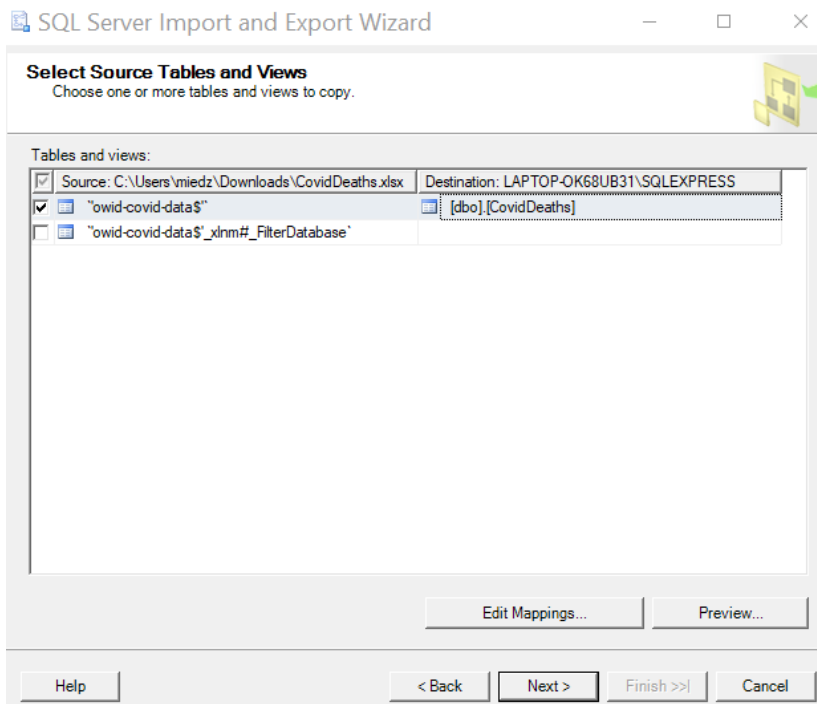 SQL Server Import and Export Wizard
Select Source Tables and Views
Choose one or more tables and views to copy.
Tables and views:
Source: C:\Users\miedz\Downloads\CovidDeaths.xlsx Destination: LAPTOP-OK68UB31\SQLEXPRESS
`'owid-covid-data$'` [dbo].[CovidDeaths]
`'owid-covid-data$'_xlnm#_FilterDatabase`
Edit Mappings... Preview...
Help < Back Next > Finish >>| Cancel